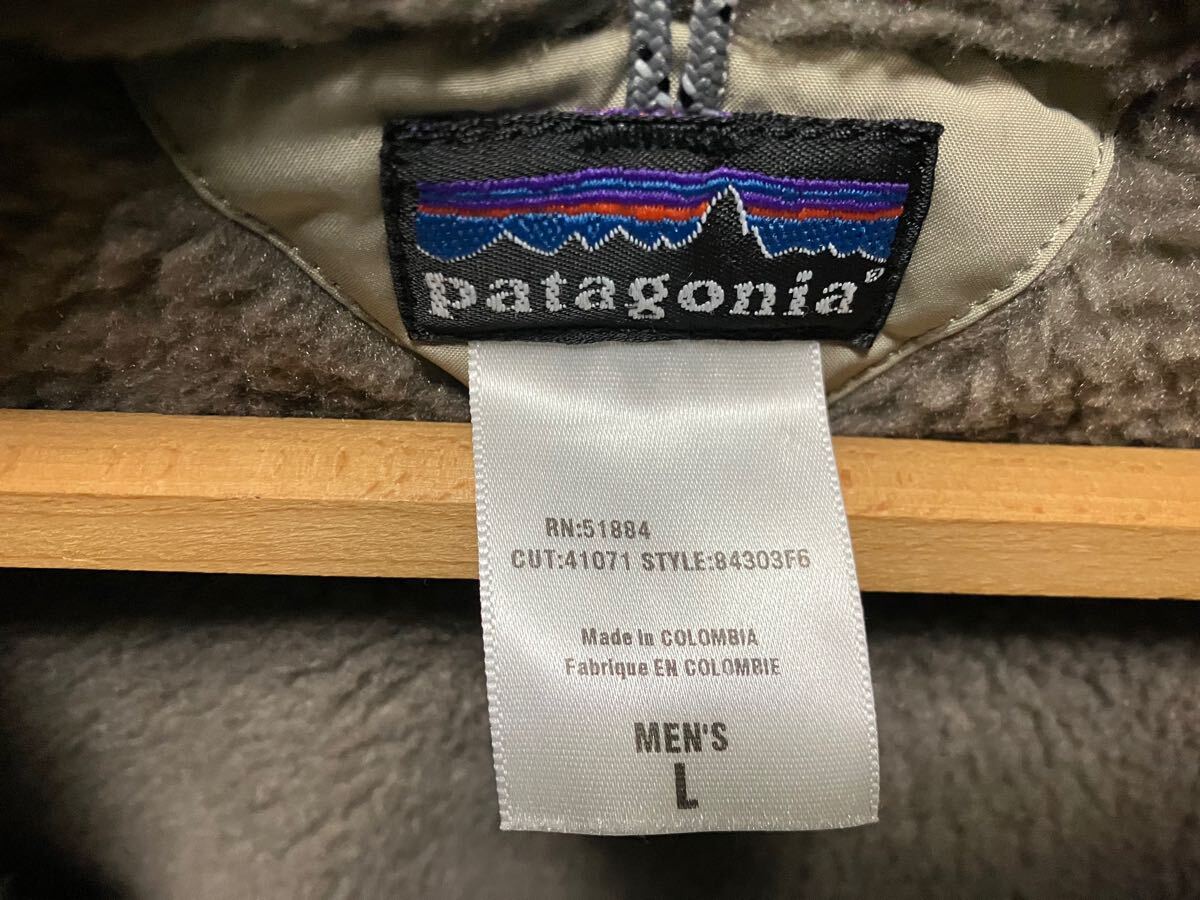 patagonia®
RN:51884
CUT:41071 STYLE:84303F6
Made in COLOMBIA
Fabrique EN COLOMBIE
MEN'S
L